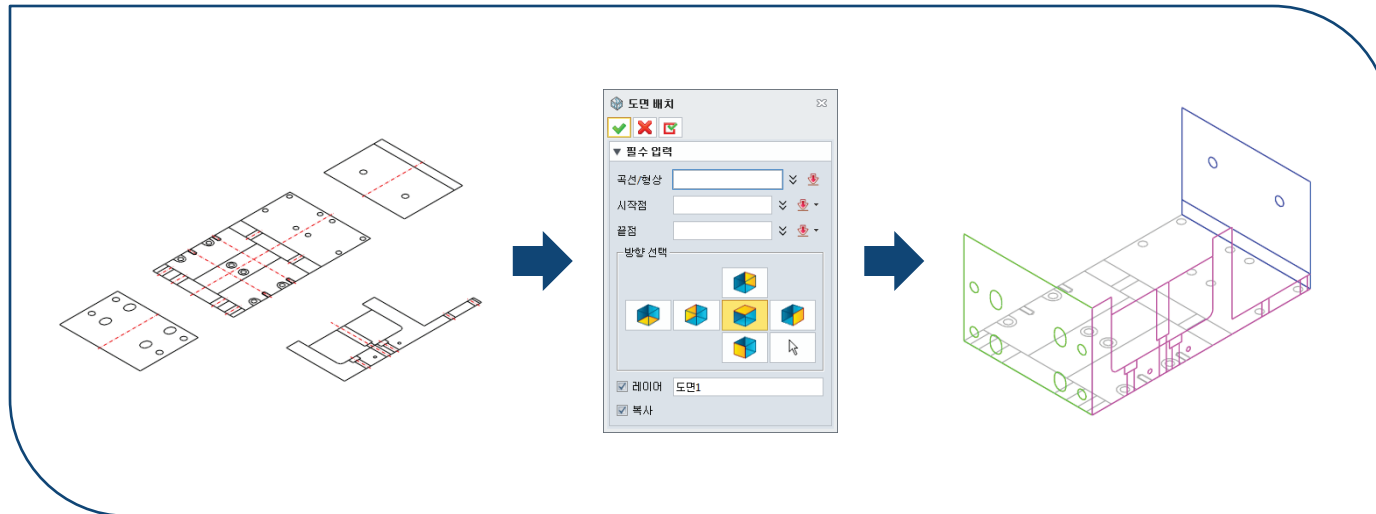 도면 배치
필수 입력
곡선/형상
시작점
끝점
방향 선택
레이어 도면1
복사